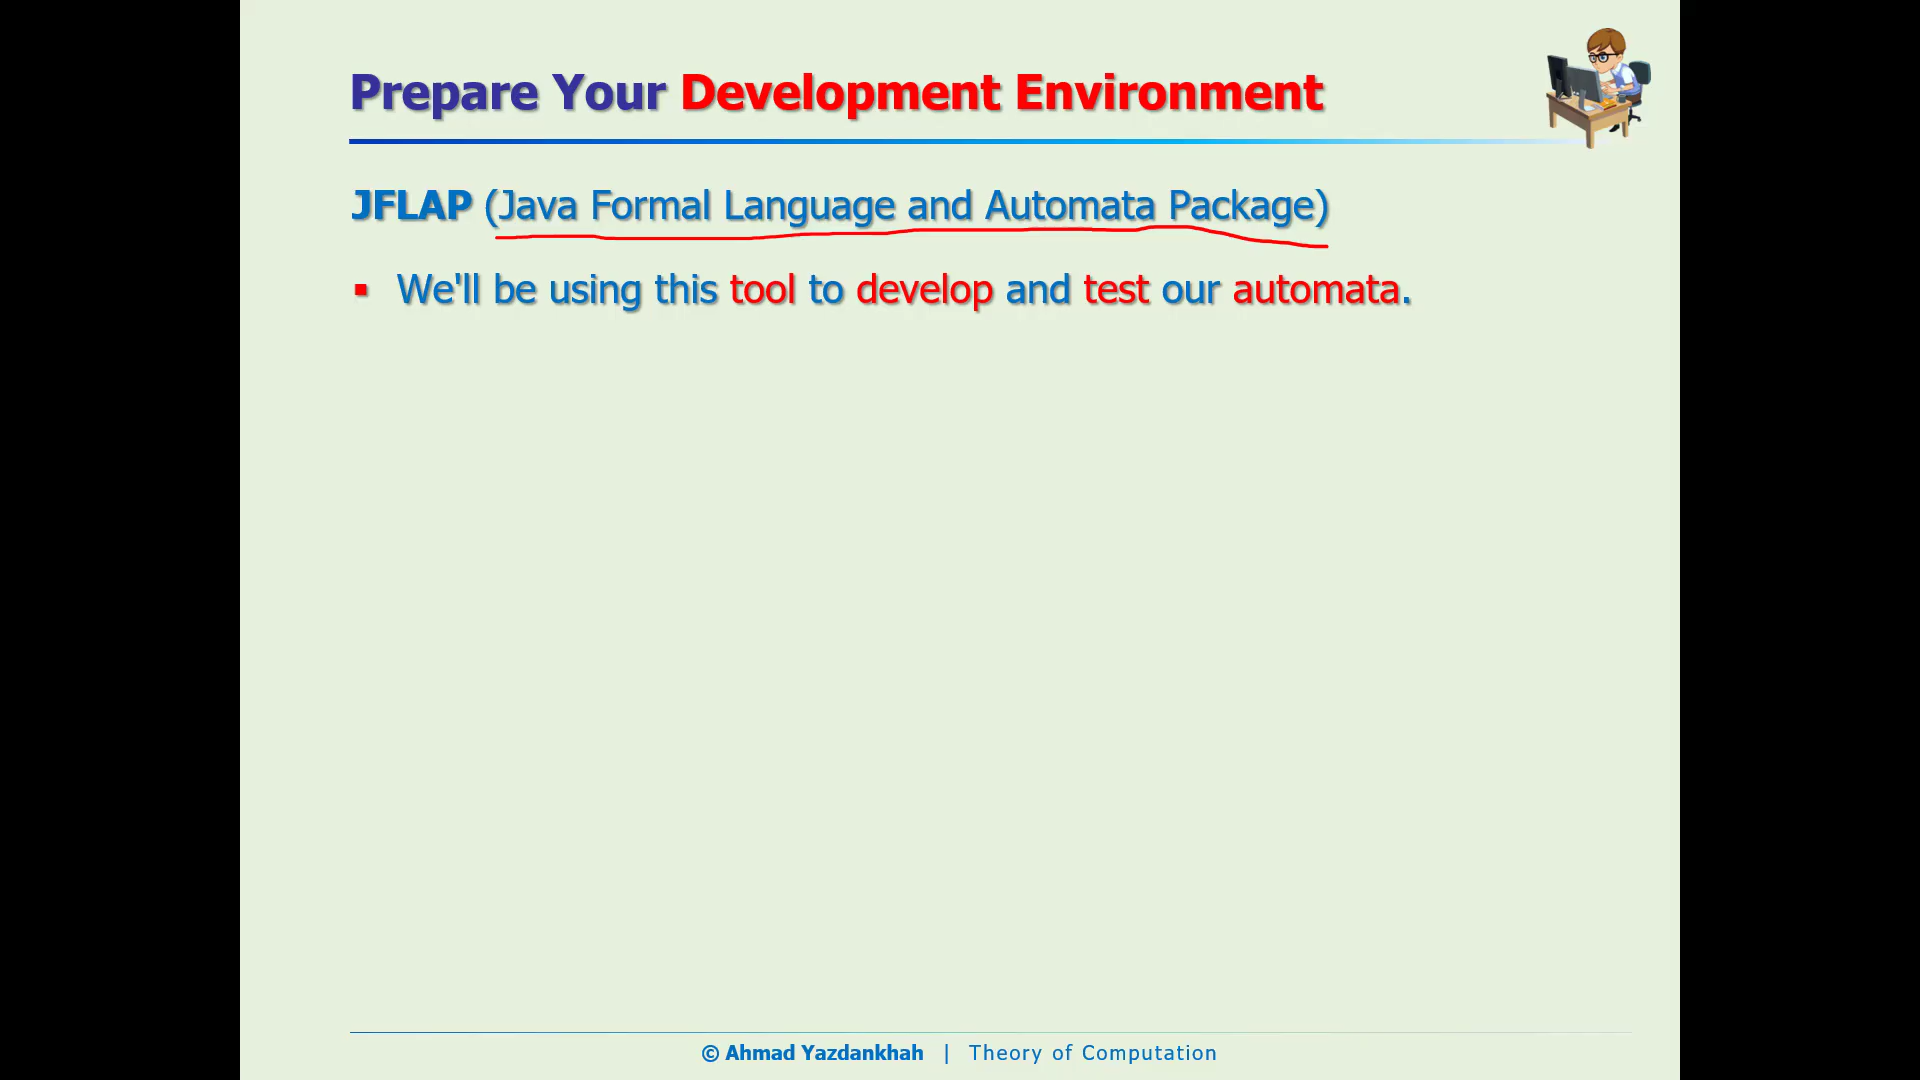 Prepare Your Development Environment
JFLAP (Java Formal Language and Automata Package)
▪ We'll be using this tool to develop and test our automata.
© Ahmad Yazdankhah | Theory of Computation